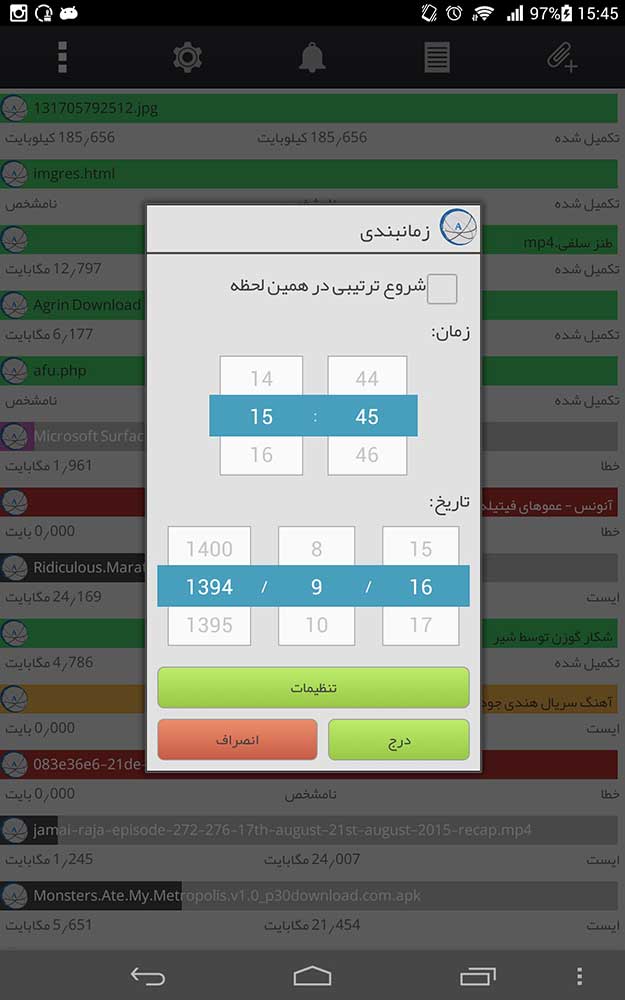 97% 15:45
131705792512.jpg
تکمیل شده 185٫656 کیلوبایت 185٫656 کیلوبایت
imgres.html
تکمیل شده نامشخص
طنز سلفی.mp4
تکمیل شده 12٫797 مگابایت
Agrin Download
تکمیل شده 6٫177 مگابایت
afu.php
تکمیل شده نامشخص
Microsoft Surfac
خطا 1٫961 مگابایت
آنونس - عموهای فیتیله
خطا 0٫000 بایت
Ridiculous.Marat
ایست 24٫169 مگابایت
شکار گوزن توسط شیر
تکمیل شده 4٫786 مگابایت
آهنگ سریال هندی جود
ایست 0٫000 بایت
083e36e6-21de-
خطا نامشخص 0٫000 بایت
jamai-raja-episode-272-276-17th-august-21st-august-2015-recap.mp4
ایست 24٫007 مگابایت 1٫245 مگابایت
Monsters.Ate.My.Metropolis.v1.0_p30download.com.apk
ایست 21٫454 مگابایت 5٫651 مگابایت
زمانبندی
شروع ترتیبی در همین لحظه
زمان:
14 44
15 : 45
16 46
تاریخ:
1400 8 15
1394 / 9 / 16
1395 10 17
تنظیمات
درج انصراف